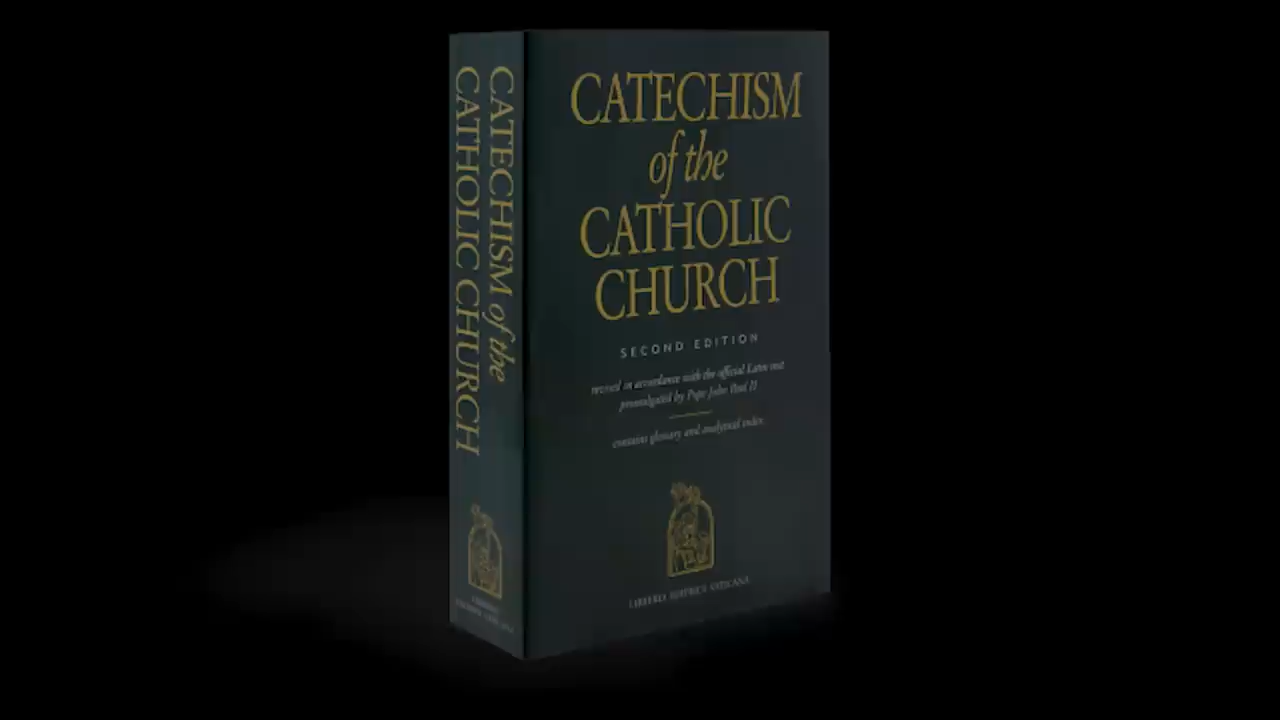 CATECHISM of the
CATHOLIC CHURCH
CATECHISM
of the
CATHOLIC
CHURCH
SECOND EDITION
revised in accordance with the official Latin text
promulgated by Pope John Paul II
contains glossary and analytical index
LIBRERIA EDITRICE VATICANA